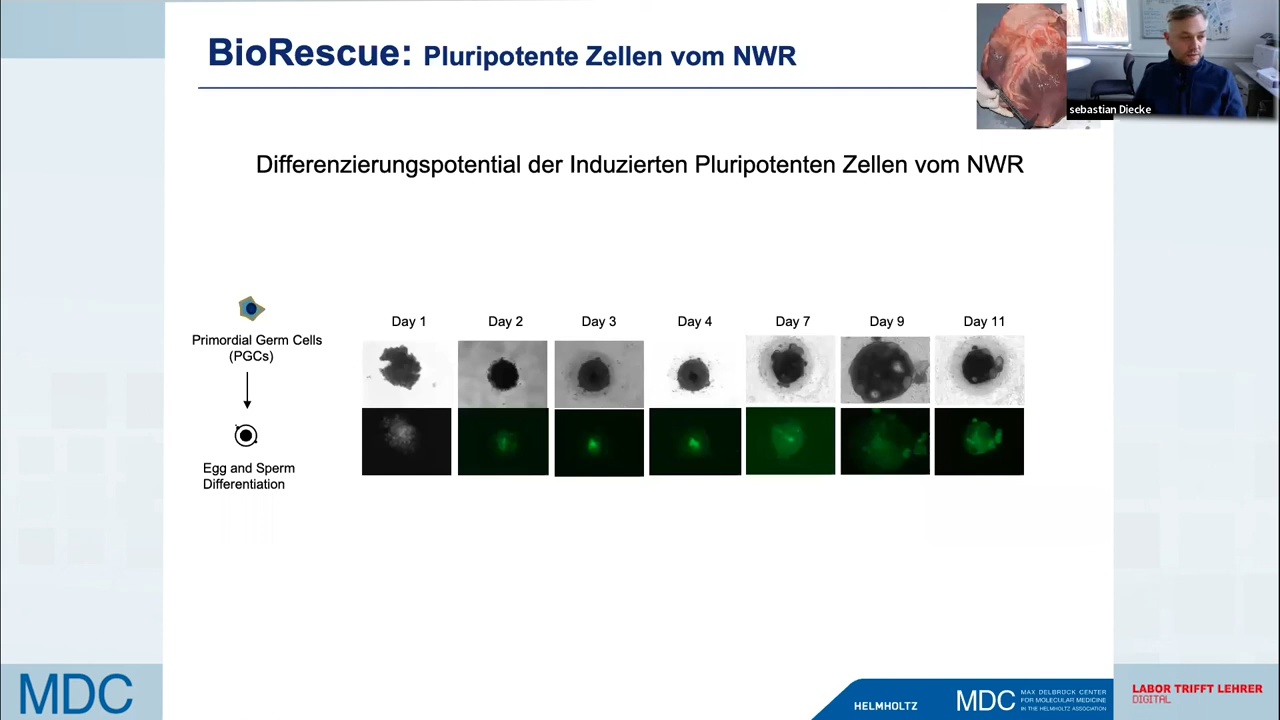 BioRescue: Pluripotente Zellen vom NWR
sebastian Diecke
Differenzierungspotential der Induzierten Pluripotenten Zellen vom NWR
Primordial Germ Cells
(PGCs)
Egg and Sperm
Differentiation
Day 1 Day 2 Day 3 Day 4 Day 7 Day 9 Day 11
MDC
HELMHOLTZ
MDC
MAX DELBRÜCK CENTER
FOR MOLECULAR MEDICINE
IN THE HELMHOLTZ ASSOCIATION
LABOR TRIFFT LEHRER
DIGITAL